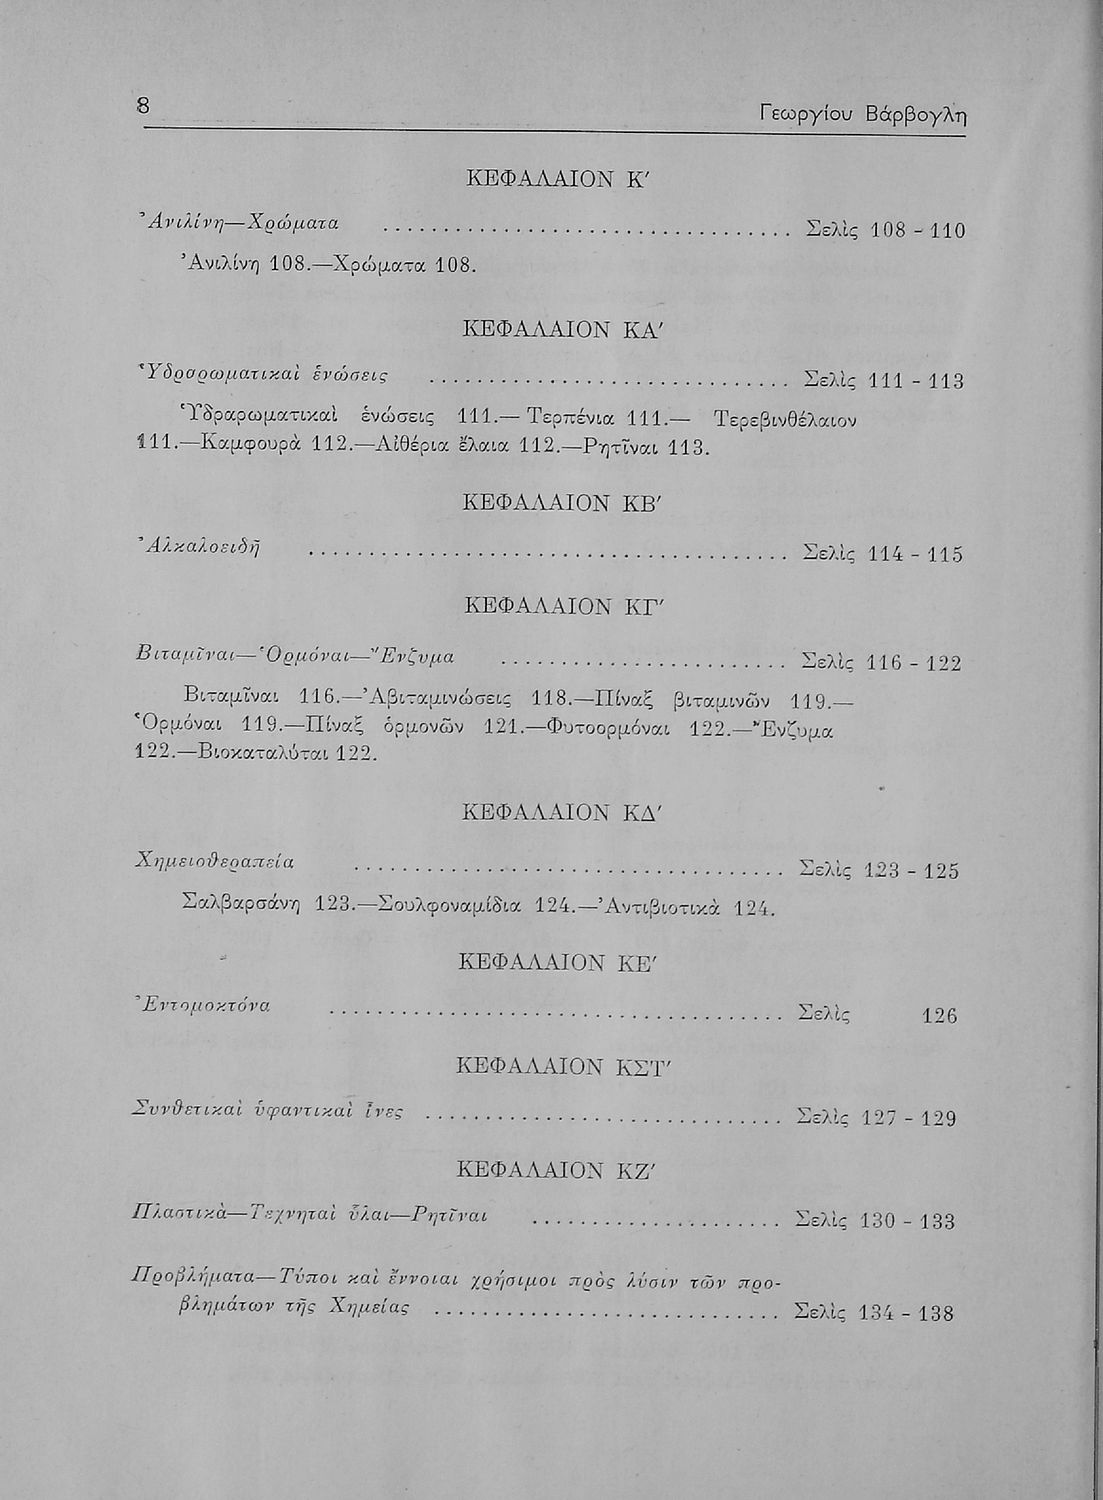 8
Γεωργίου Βάρβογλη
ΚΕΦΑΛΑΙΟΝ Κ′
Ἀνιλίνη—Χρώματα .................................. Σελὶς 108 - 110
Ἀνιλίνη 108.—Χρώματα 108.
ΚΕΦΑΛΑΙΟΝ ΚΑ′
Ὑδραρωματικαὶ ἑνώσεις .............................. Σελὶς 111 - 113
Ὑδραρωματικαὶ ἑνώσεις 111.— Τερπένια 111.— Τερεβινθέλαιον
111.—Καμφουρὰ 112.—Αἰθέρια ἔλαια 112.—Ρητῖναι 113.
ΚΕΦΑΛΑΙΟΝ ΚΒ′
Ἀλκαλοειδῆ ........................................ Σελὶς 114 - 115
ΚΕΦΑΛΑΙΟΝ ΚΓ′
Βιταμῖναι—Ὁρμόναι—Ἔνζυμα ........................ Σελὶς 116 - 122
Βιταμῖναι 116.—Ἀβιταμινώσεις 118.—Πίναξ βιταμινῶν 119.—
Ὁρμόναι 119.—Πίναξ ὁρμονῶν 121.—Φυτοορμόναι 122.—Ἔνζυμα
122.—Βιοκαταλύται 122.
ΚΕΦΑΛΑΙΟΝ ΚΔ′
Χημειοθεραπεία .................................... Σελὶς 123 - 125
Σαλβαρσάνη 123.—Σουλφοναμίδια 124.—Ἀντιβιοτικὰ 124.
ΚΕΦΑΛΑΙΟΝ ΚΕ′
Ἐντομοκτόνα ...................................... Σελὶς 126
ΚΕΦΑΛΑΙΟΝ ΚΣΤ′
Συνθετικαὶ ὑφαντικαὶ ἶνες .............................. Σελὶς 127 - 129
ΚΕΦΑΛΑΙΟΝ ΚΖ′
Πλαστικὰ—Τεχνηταὶ ὗλαι—Ρητῖναι ..................... Σελὶς 130 - 133
Προβλήματα—Τύποι καὶ ἔννοιαι χρήσιμοι πρὸς λύσιν τῶν προ-
βλημάτων τῆς Χημείας ............................. Σελὶς 134 - 138